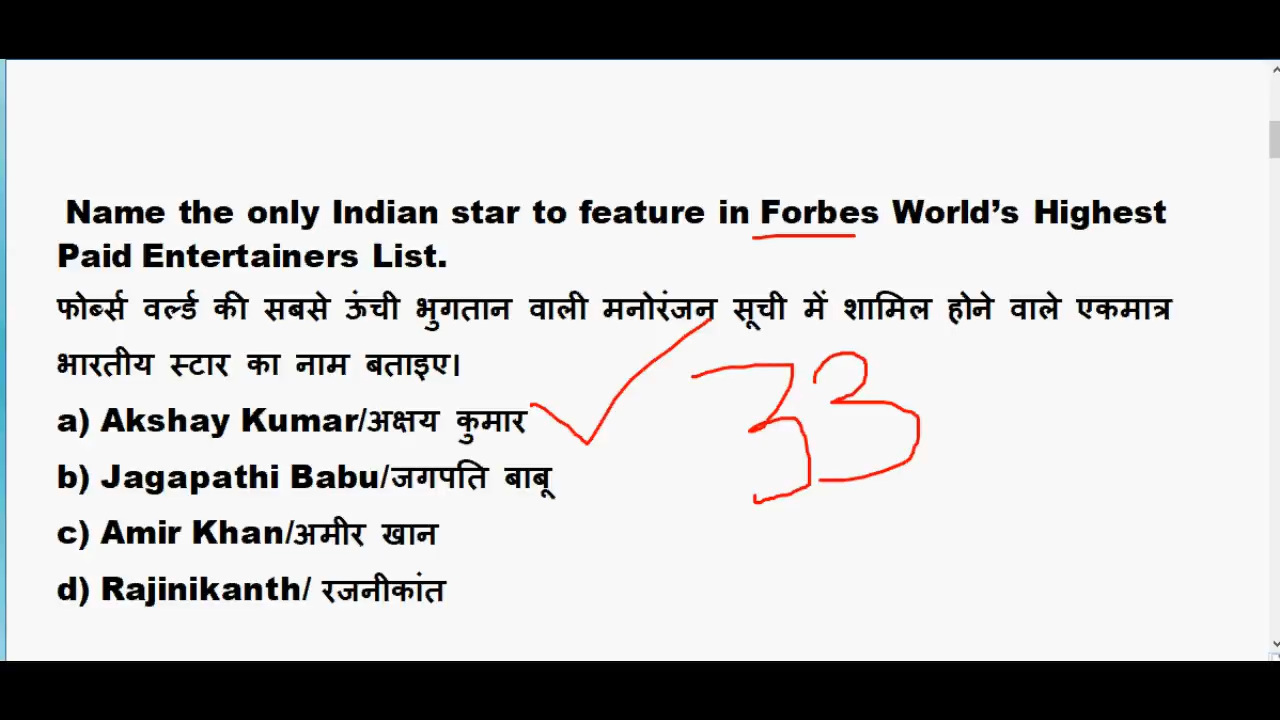 Name the only Indian star to feature in Forbes World's Highest
Paid Entertainers List.
फोर्ब्स वर्ल्ड की सबसे ऊंची भुगतान वाली मनोरंजन सूची में शामिल होने वाले एकमात्र
भारतीय स्टार का नाम बताइए।
a) Akshay Kumar/अक्षय कुमार
33
b) Jagapathi Babu/जगपति बाबू
c) Amir Khan/अमीर खान
d) Rajinikanth/ रजनीकांत